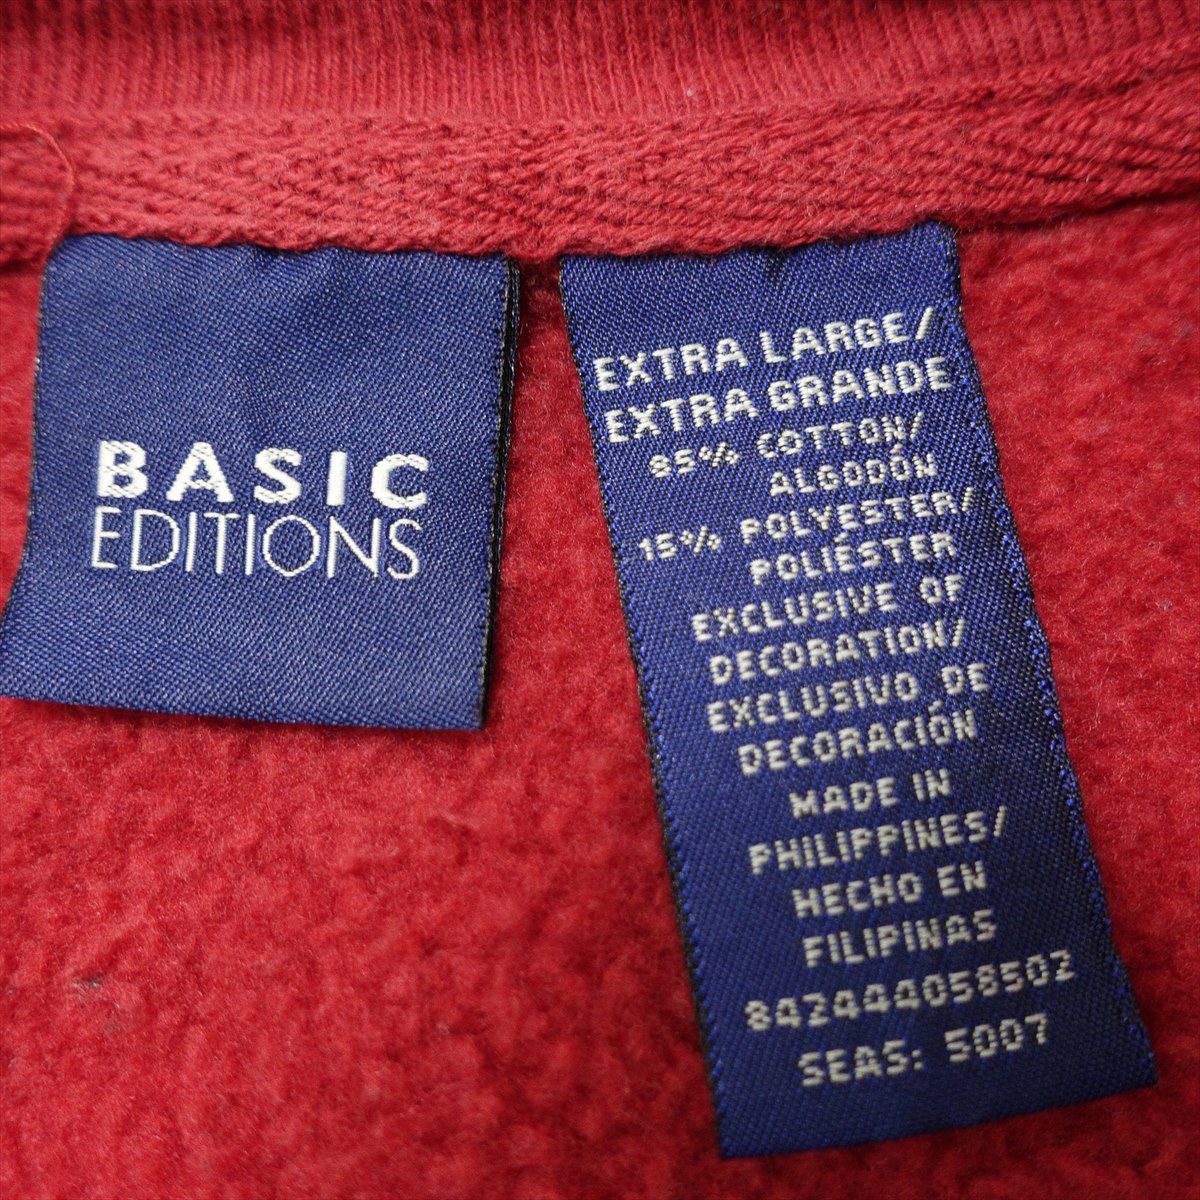 BASIC
EDITIONS
EXTRA LARGE/
EXTRA GRANDE
85% COTTON/
ALGODÓN
15% POLYESTER/
POLIÉSTER
EXCLUSIVE OF
DECORATION/
EXCLUSIVO DE
DECORACIÓN
MADE IN
PHILIPPINES/
HECHO EN
FILIPINAS
842444058502
SEAS: 5007